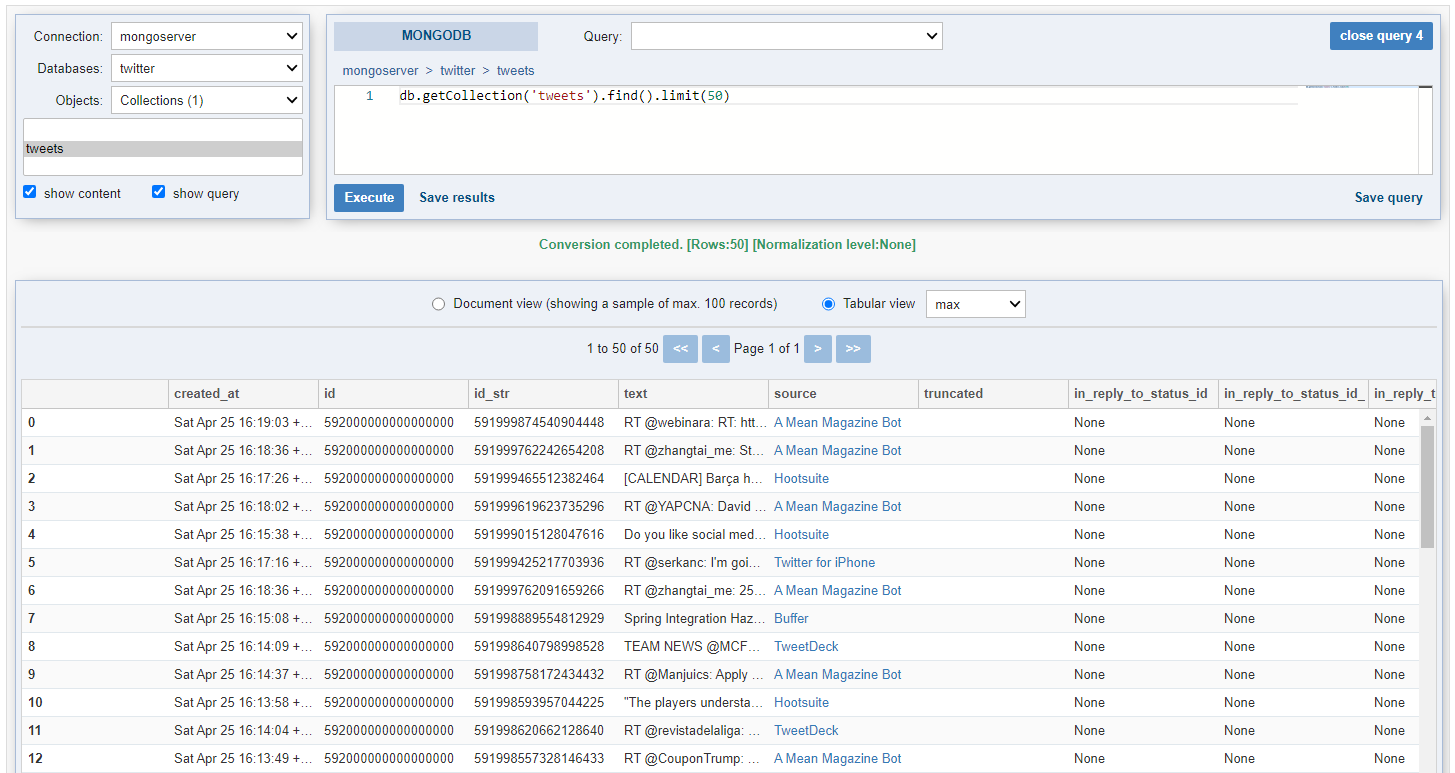 Connection: mongoserver
Databases: twitter
Objects: Collections (1)
tweets
show content show query
MONGODB Query: close query 4
mongoserver > twitter > tweets
1 db.getCollection('tweets').find().limit(50)
Execute Save results Save query
Conversion completed. [Rows:50] [Normalization level:None]
Document view (showing a sample of max. 100 records) Tabular view max
1 to 50 of 50 << < Page 1 of 1 > >>
created_at id id_str text source truncated in_reply_to_status_id in_reply_to_status_id_ in_reply_t
0 Sat Apr 25 16:19:03 +... 592000000000000000 591999874540904448 RT @webinara: RT: htt... A Mean Magazine Bot None None None
1 Sat Apr 25 16:18:36 +... 592000000000000000 591999762242654208 RT @zhangtai_me: St... A Mean Magazine Bot None None None
2 Sat Apr 25 16:17:26 +... 592000000000000000 591999465512382464 [CALENDAR] Barça h... Hootsuite None None None
3 Sat Apr 25 16:18:02 +... 592000000000000000 591999619623735296 RT @YAPCNA: David ... A Mean Magazine Bot None None None
4 Sat Apr 25 16:15:38 +... 592000000000000000 591999015128047616 Do you like social med... Hootsuite None None None
5 Sat Apr 25 16:17:16 +... 592000000000000000 591999425217703936 RT @serkanc: I'm goi... Twitter for iPhone None None None
6 Sat Apr 25 16:18:36 +... 592000000000000000 591999762091659266 RT @zhangtai_me: 25... A Mean Magazine Bot None None None
7 Sat Apr 25 16:15:08 +... 592000000000000000 591998889554812929 Spring Integration Haz... Buffer None None None
8 Sat Apr 25 16:14:09 +... 592000000000000000 591998640798998528 TEAM NEWS @MCF... TweetDeck None None None
9 Sat Apr 25 16:14:37 +... 592000000000000000 591998758172434432 RT @Manjuics: Apply ... A Mean Magazine Bot None None None
10 Sat Apr 25 16:13:58 +... 592000000000000000 591998593957044225 "The players understa... Hootsuite None None None
11 Sat Apr 25 16:14:04 +... 592000000000000000 591998620662128640 RT @revistadelaliga: ... TweetDeck None None None
12 Sat Apr 25 16:13:49 +... 592000000000000000 591998557328146433 RT @CouponTrump: ... A Mean Magazine Bot None None None